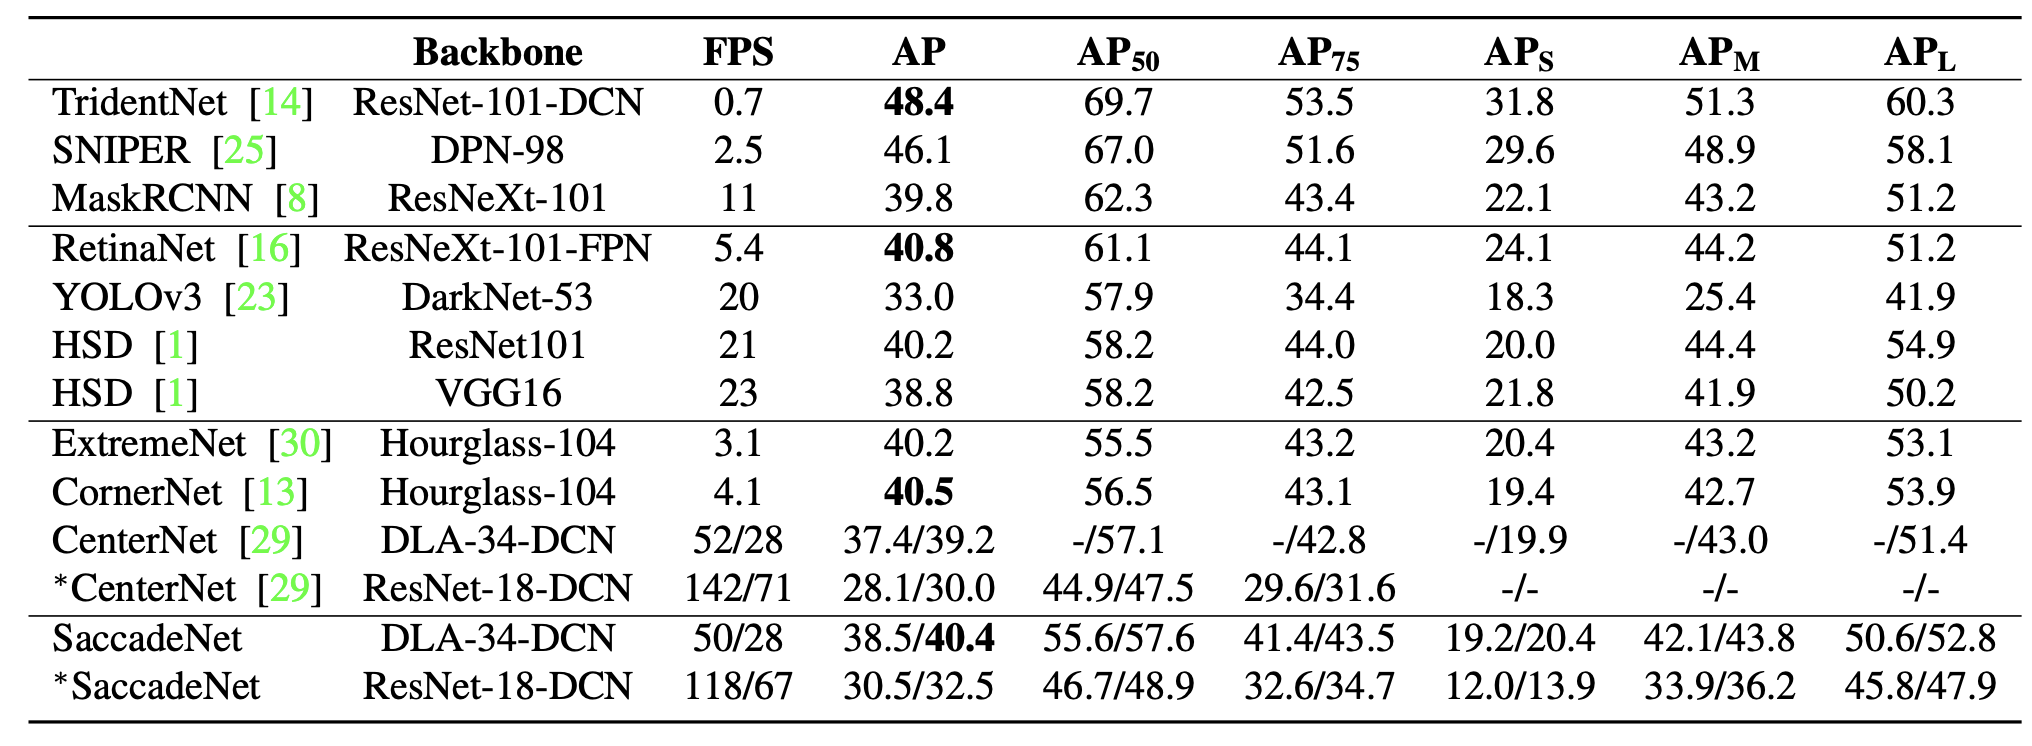 Backbone FPS AP AP50 AP75 APS APM APL
TridentNet [14] ResNet-101-DCN 0.7 48.4 69.7 53.5 31.8 51.3 60.3
SNIPER [25] DPN-98 2.5 46.1 67.0 51.6 29.6 48.9 58.1
MaskRCNN [8] ResNeXt-101 11 39.8 62.3 43.4 22.1 43.2 51.2
RetinaNet [16] ResNeXt-101-FPN 5.4 40.8 61.1 44.1 24.1 44.2 51.2
YOLOv3 [23] DarkNet-53 20 33.0 57.9 34.4 18.3 25.4 41.9
HSD [1] ResNet101 21 40.2 58.2 44.0 20.0 44.4 54.9
HSD [1] VGG16 23 38.8 58.2 42.5 21.8 41.9 50.2
ExtremeNet [30] Hourglass-104 3.1 40.2 55.5 43.2 20.4 43.2 53.1
CornerNet [13] Hourglass-104 4.1 40.5 56.5 43.1 19.4 42.7 53.9
CenterNet [29] DLA-34-DCN 52/28 37.4/39.2 -/57.1 -/42.8 -/19.9 -/43.0 -/51.4
*CenterNet [29] ResNet-18-DCN 142/71 28.1/30.0 44.9/47.5 29.6/31.6 -/- -/- -/-
SaccadeNet DLA-34-DCN 50/28 38.5/40.4 55.6/57.6 41.4/43.5 19.2/20.4 42.1/43.8 50.6/52.8
*SaccadeNet ResNet-18-DCN 118/67 30.5/32.5 46.7/48.9 32.6/34.7 12.0/13.9 33.9/36.2 45.8/47.9